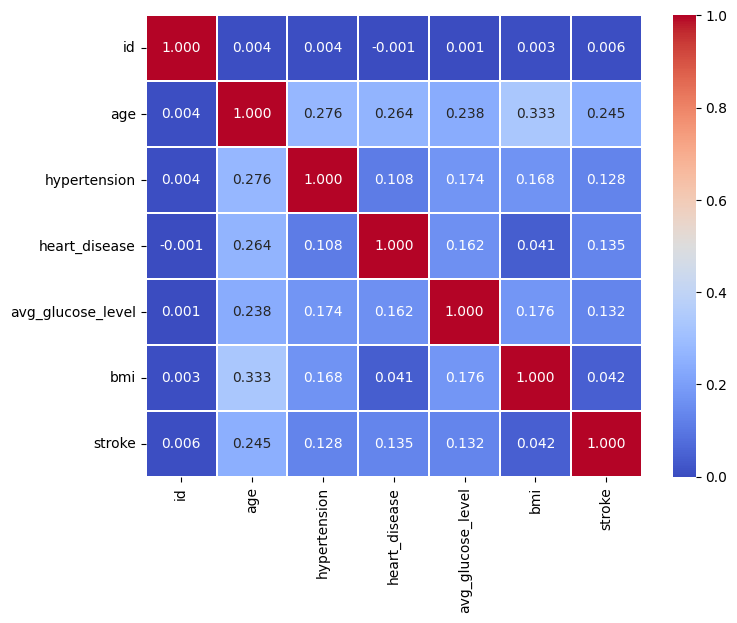 id 1.000 0.004 0.004 -0.001 0.001 0.003 0.006
age 0.004 1.000 0.276 0.264 0.238 0.333 0.245
hypertension 0.004 0.276 1.000 0.108 0.174 0.168 0.128
heart_disease -0.001 0.264 0.108 1.000 0.162 0.041 0.135
avg_glucose_level 0.001 0.238 0.174 0.162 1.000 0.176 0.132
bmi 0.003 0.333 0.168 0.041 0.176 1.000 0.042
stroke 0.006 0.245 0.128 0.135 0.132 0.042 1.000
id age hypertension heart_disease avg_glucose_level bmi stroke
1.0
0.8
0.6
0.4
0.2
0.0